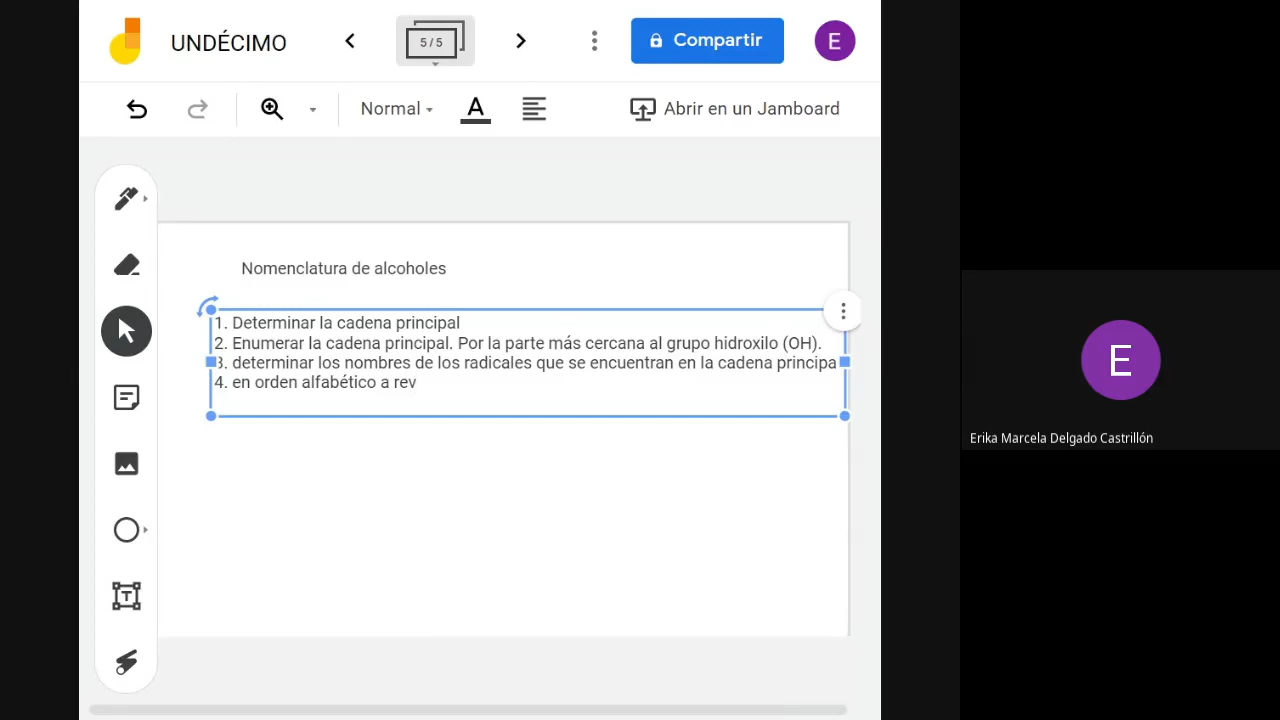 UNDÉCIMO
5 / 5
Compartir
E
Normal
A
Abrir en un Jamboard
Nomenclatura de alcoholes
1. Determinar la cadena principal
2. Enumerar la cadena principal. Por la parte más cercana al grupo hidroxilo (OH).
3. determinar los nombres de los radicales que se encuentran en la cadena principa
4. en orden alfabético a rev
T
E
Erika Marcela Delgado Castrillón